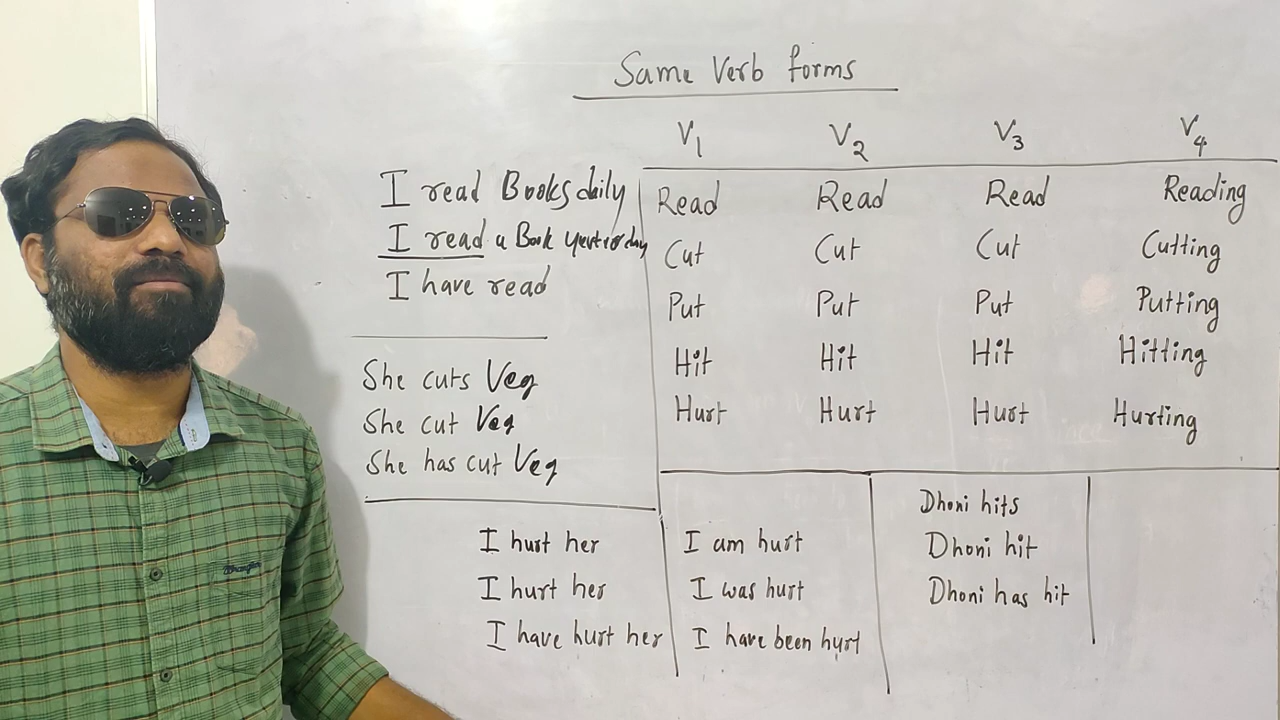 Same Verb forms
V1 V2 V3 V4
Read Read Read Reading
Cut Cut Cut Cutting
Put Put Put Putting
Hit Hit Hit Hitting
Hurt Hurt Hurt Hurting
I read Books daily
I read a Book yesterday
I have read
She cuts Veg
She cut Veg
She has cut Veg
I hurt her
I hurt her
I have hurt her
I am hurt
I was hurt
I have been hurt
Dhoni hits
Dhoni hit
Dhoni has hit
Wrangler